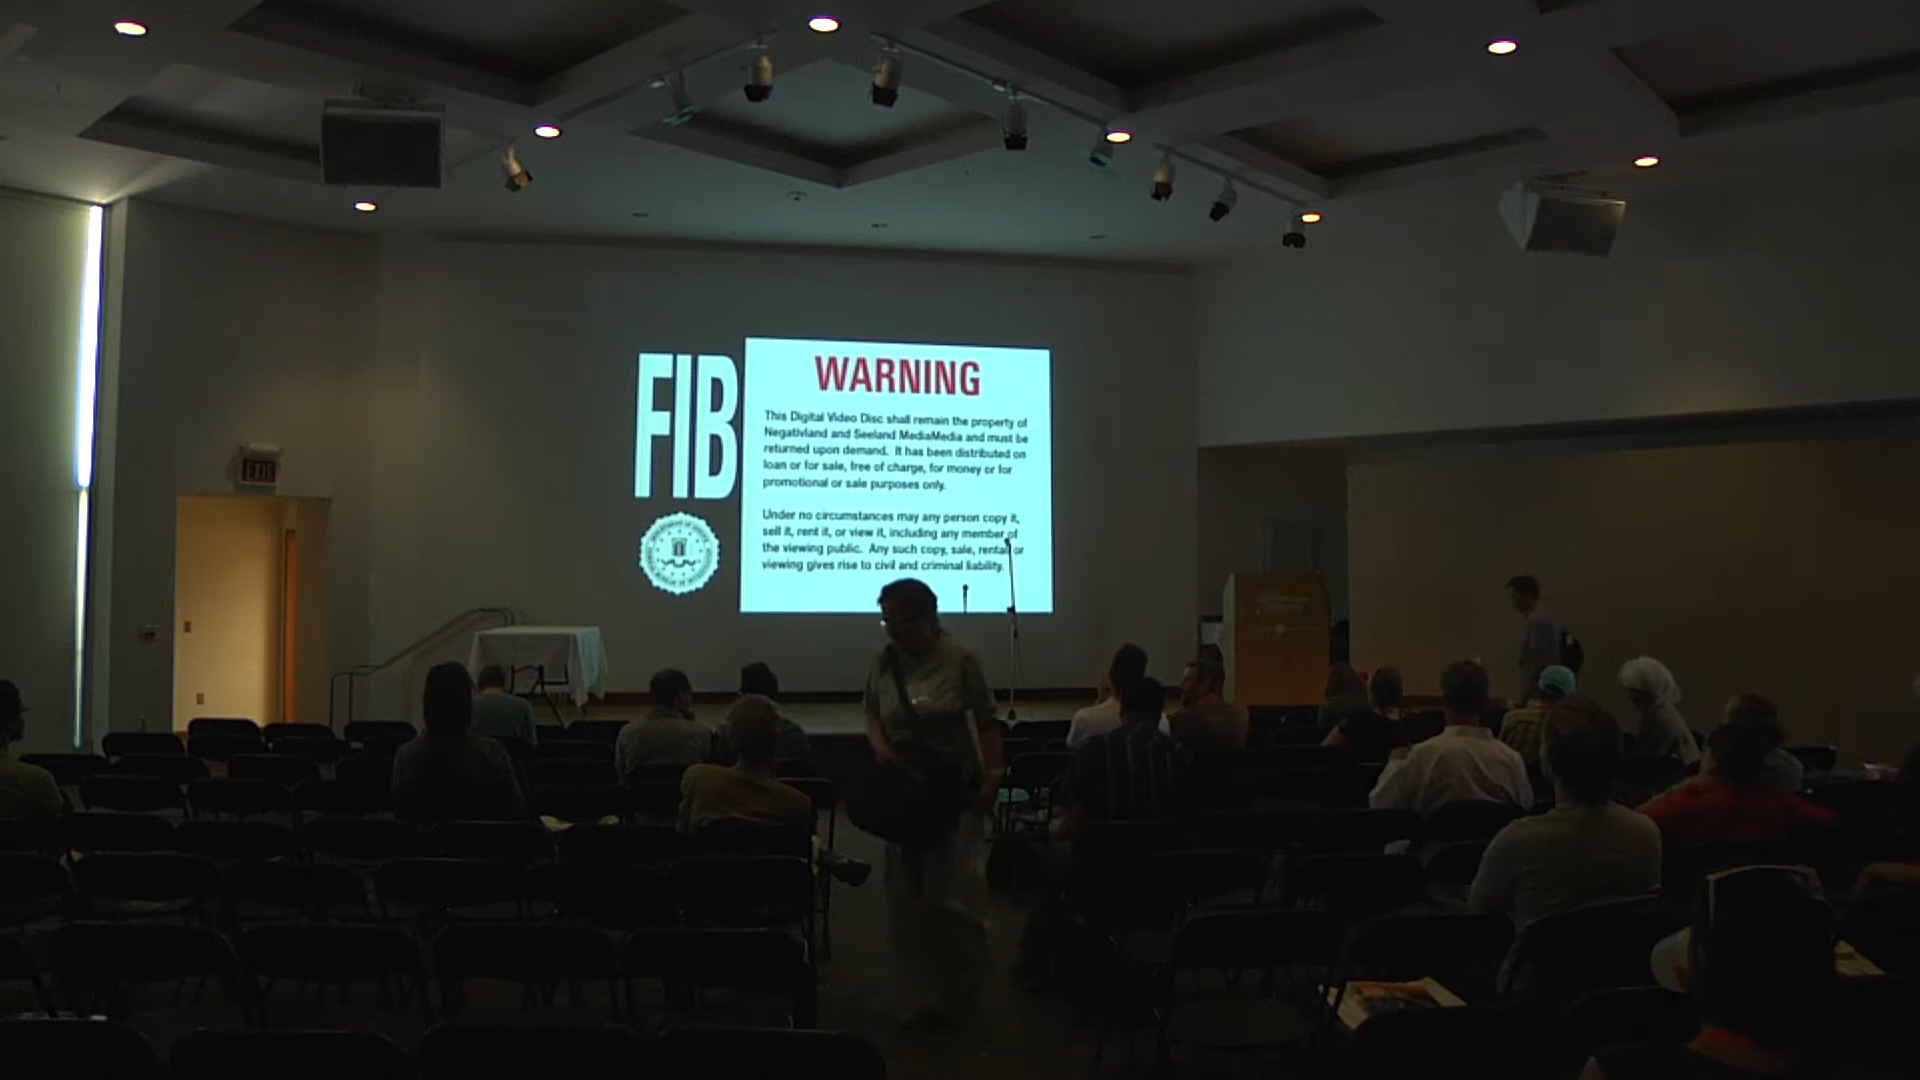 EXIT
FIB
WARNING
This Digital Video Disc shall remain the property of
Negativland and Seeland MediaMedia and must be
returned upon demand. It has been distributed on
loan or for sale, free of charge, for money or for
promotional or sale purposes only.
Under no circumstances may any person copy it,
sell it, rent it, or view it, including any member of
the viewing public. Any such copy, sale, rental or
viewing gives rise to civil and criminal liability.